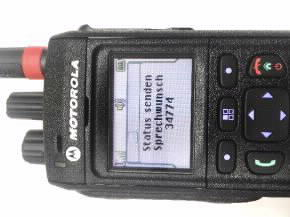 MOTOROLA
Status senden
Sprechwunsch
34774